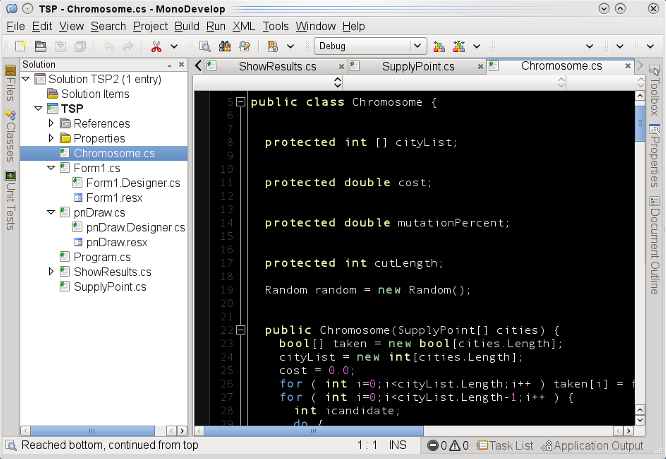 TSP - Chromosome.cs - MonoDevelop
File Edit View Search Project Build Run XML Tools Window Help
Debug
Solution
ShowResults.cs
SupplyPoint.cs
Chromosome.cs
Files
Classes
Unit Tests
Solution TSP2 (1 entry)
Solution Items
TSP
References
Properties
Chromosome.cs
Form1.cs
Form1.Designer.cs
Form1.resx
pnDraw.cs
pnDraw.Designer.cs
pnDraw.resx
Program.cs
ShowResults.cs
SupplyPoint.cs
5 public class Chromosome {
6
7
8 protected int [] cityList;
9
10
11 protected double cost;
12
13
14 protected double mutationPercent;
15
16
17 protected int cutLength;
18
19 Random random = new Random();
20
21
22 public Chromosome(SupplyPoint[] cities) {
23 bool[] taken = new bool[cities.Length];
24 cityList = new int[cities.Length];
25 cost = 0.0;
26 for ( int i=0;i<cityList.Length;i++ ) taken[i] = f
27 for ( int i=0;i<cityList.Length-1;i++ ) {
28 int icandidate;
29 do {
Toolbox
Properties
Document Outline
Reached bottom, continued from top
1 : 1 INS
0 0
Task List
Application Output